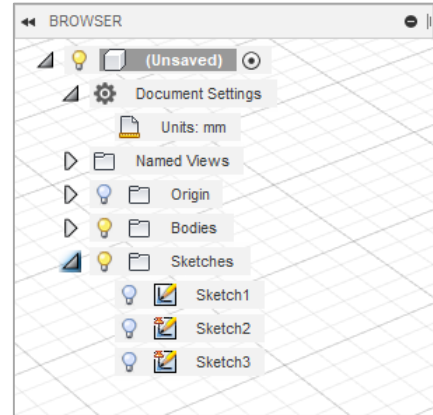 BROWSER
(Unsaved)
Document Settings
Units: mm
Named Views
Origin
Bodies
Sketches
Sketch1
Sketch2
Sketch3